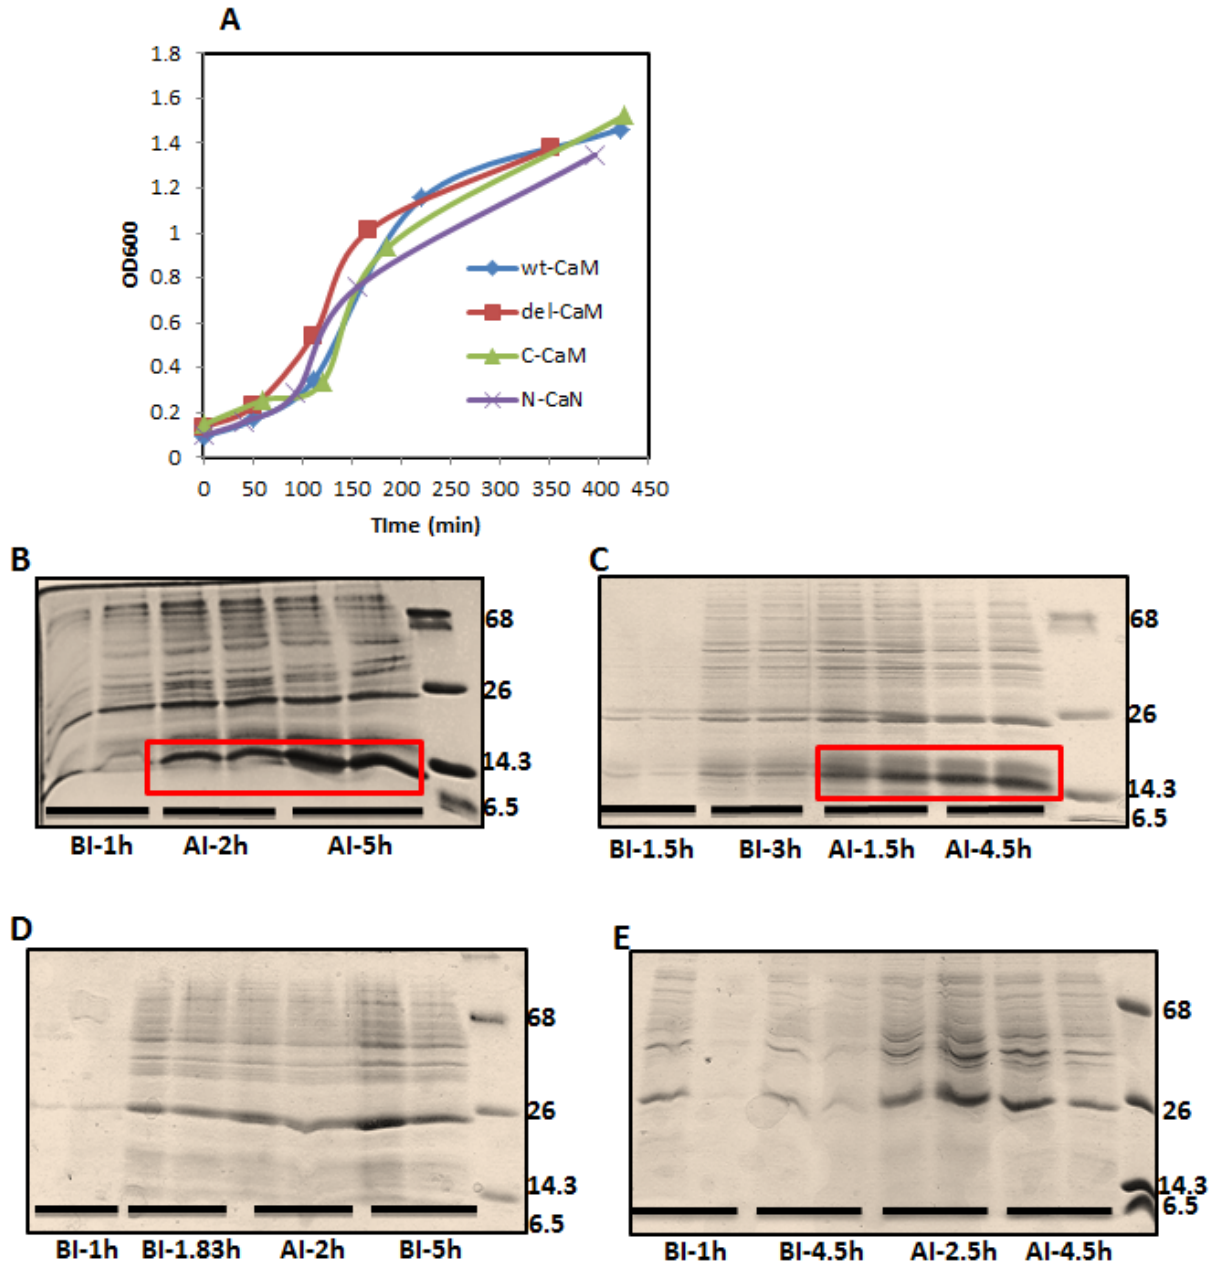 A
1.8
1.6
1.4
1.2
1
0.8
0.6
0.4
0.2
0
OD600
wt-CaM
del-CaM
C-CaM
N-CaN
0 50 100 150 200 250 300 350 400 450
TIme (min)
B
68
26
14.3
6.5
BI-1h AI-2h AI-5h
C
68
26
14.3
6.5
BI-1.5h BI-3h AI-1.5h AI-4.5h
D
68
26
14.3
6.5
BI-1h BI-1.83h AI-2h BI-5h
E
68
26
14.3
6.5
BI-1h BI-4.5h AI-2.5h AI-4.5h